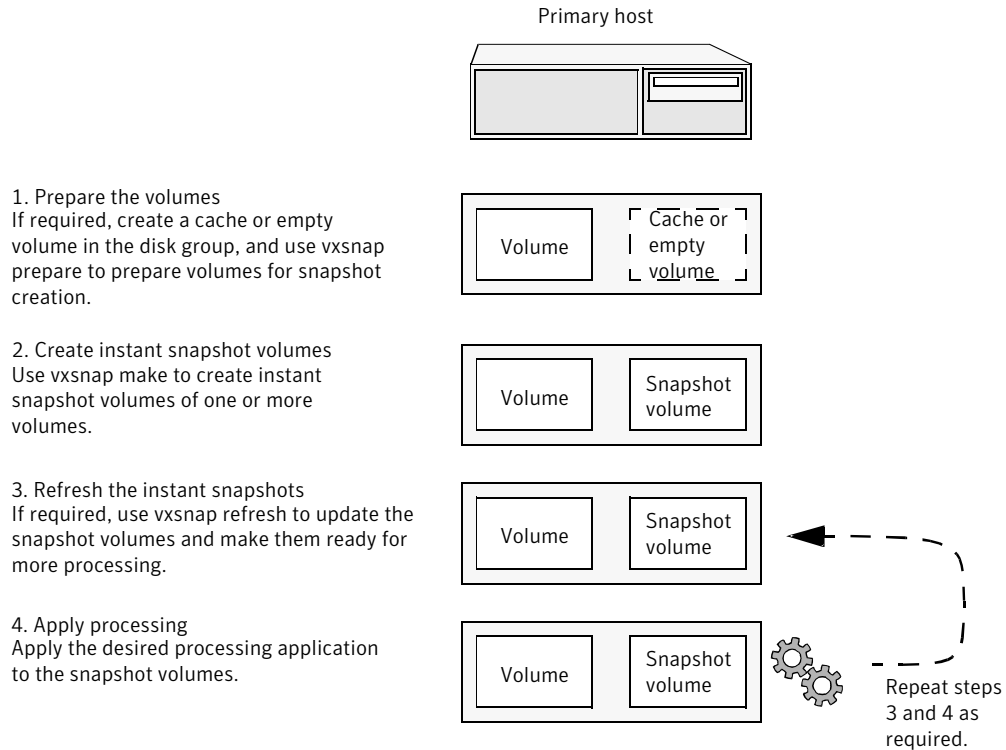 Primary host
1. Prepare the volumes
If required, create a cache or empty
volume in the disk group, and use vxsnap
prepare to prepare volumes for snapshot
creation.
Volume
Cache or
empty
volume
2. Create instant snapshot volumes
Use vxsnap make to create instant
snapshot volumes of one or more
volumes.
Volume
Snapshot
volume
3. Refresh the instant snapshots
If required, use vxsnap refresh to update the
snapshot volumes and make them ready for
more processing.
Volume
Snapshot
volume
4. Apply processing
Apply the desired processing application
to the snapshot volumes.
Volume
Snapshot
volume
Repeat steps
3 and 4 as
required.